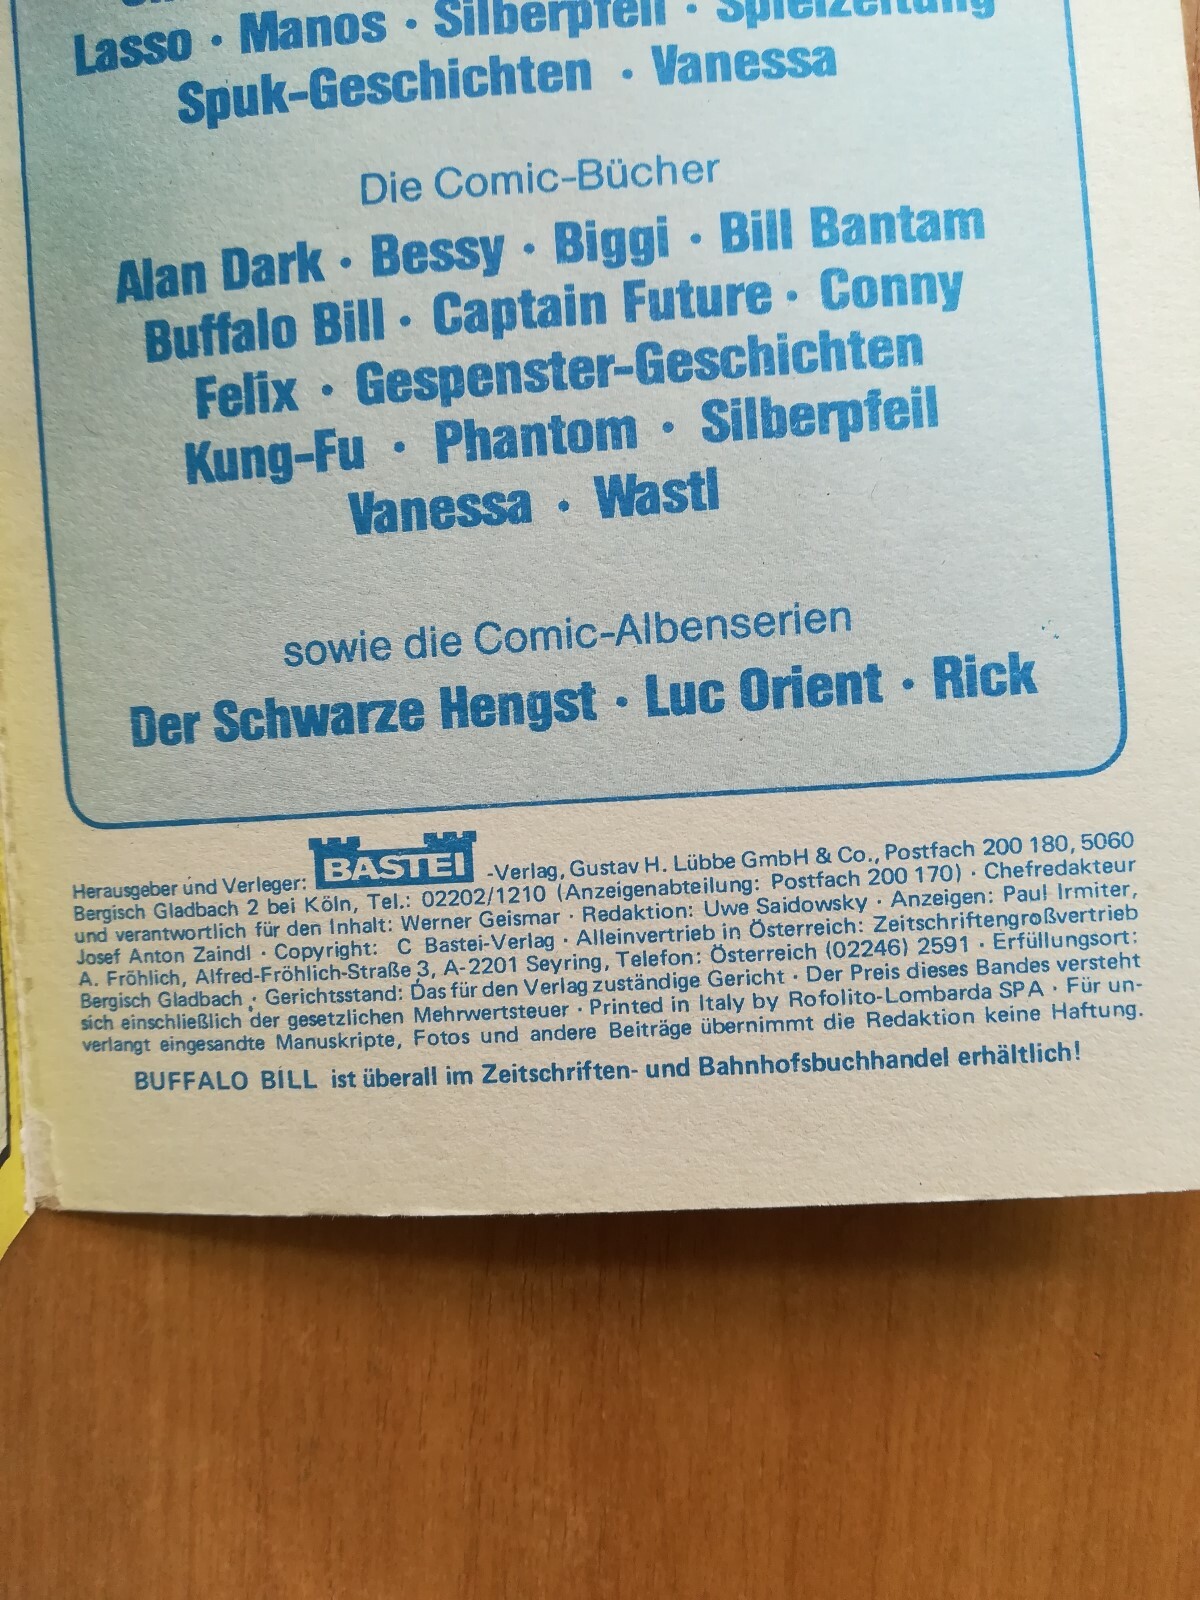 Lasso · Manos · Silberpfeil · Spielzeitung
Spuk-Geschichten · Vanessa
Die Comic-Bücher
Alan Dark · Bessy · Biggi · Bill Bantam
Buffalo Bill · Captain Future · Conny
Felix · Gespenster-Geschichten
Kung-Fu · Phantom · Silberpfeil
Vanessa · Wastl
sowie die Comic-Albenserien
Der Schwarze Hengst · Luc Orient · Rick
Herausgeber und Verleger: BASTEI -Verlag, Gustav H. Lübbe GmbH & Co., Postfach 200 180, 5060
Bergisch Gladbach 2 bei Köln, Tel.: 02202/1210 (Anzeigenabteilung: Postfach 200 170) · Chefredakteur
und verantwortlich für den Inhalt: Werner Geismar · Redaktion: Uwe Saidowsky · Anzeigen: Paul Irmiter,
Josef Anton Zaindl · Copyright: C Bastei-Verlag · Alleinvertrieb in Österreich: Zeitschriftengroßvertrieb
A. Fröhlich, Alfred-Fröhlich-Straße 3, A-2201 Seyring, Telefon: Österreich (02246) 2591 · Erfüllungsort:
Bergisch Gladbach · Gerichtsstand: Das für den Verlag zuständige Gericht · Der Preis dieses Bandes versteht
sich einschließlich der gesetzlichen Mehrwertsteuer · Printed in Italy by Rofolito-Lombarda SPA · Für un-
verlangt eingesandte Manuskripte, Fotos und andere Beiträge übernimmt die Redaktion keine Haftung.
BUFFALO BILL ist überall im Zeitschriften- und Bahnhofsbuchhandel erhältlich!